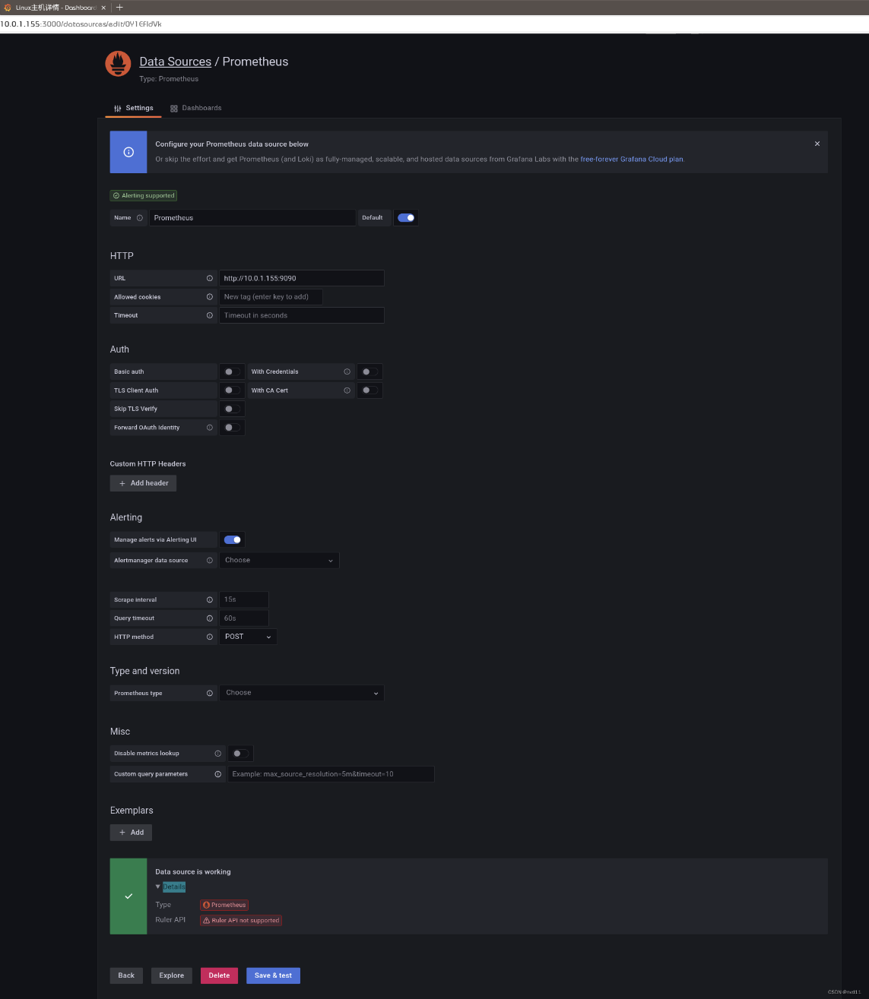 Linux主机详情 - Dashboard
10.0.1.155:3000/datasources/edit/0Y1EFldVk
Data Sources / Prometheus
Type: Prometheus
Settings
Dashboards
Configure your Prometheus data source below
Or skip the effort and get Prometheus (and Loki) as fully-managed, scalable, and hosted data sources from Grafana Labs with the free-forever Grafana Cloud plan.
Alerting supported
Name Prometheus Default
HTTP
URL http://10.0.1.155:9090
Allowed cookies New tag (enter key to add)
Timeout Timeout in seconds
Auth
Basic auth With Credentials
TLS Client Auth With CA Cert
Skip TLS Verify
Forward OAuth Identity
Custom HTTP Headers
Add header
Alerting
Manage alerts via Alerting UI
Alertmanager data source Choose
Scrape interval 15s
Query timeout 60s
HTTP method POST
Type and version
Prometheus type Choose
Misc
Disable metrics lookup
Custom query parameters Example: max_source_resolution=5m&timeout=10
Exemplars
Add
Data source is working
Details
Type Prometheus
Ruler API Ruler API not supported
Back Explore Delete Save & test